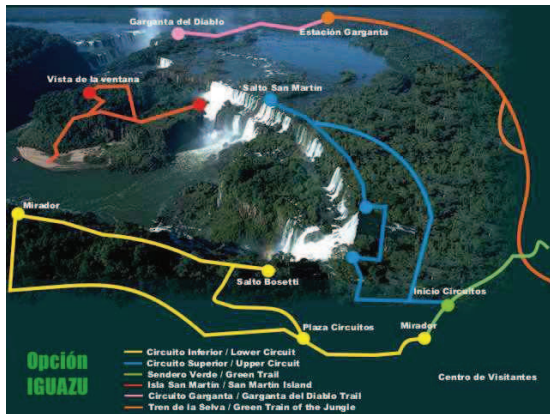 Garganta del Diablo
Estación Garganta
Vista de la ventana
Salto San Martín
Mirador
Salto Bosetti
Inicio Circuitos
Plaza Circuitos
Mirador
Centro de Visitantes
Opción
IGUAZU
Circuito Inferior / Lower Circuit
Circuito Superior / Upper Circuit
Sendero Verde / Green Trail
Isla San Martín / San Martín Island
Circuito Garganta / Garganta del Diablo Trail
Tren de la Selva / Green Train of the Jungle